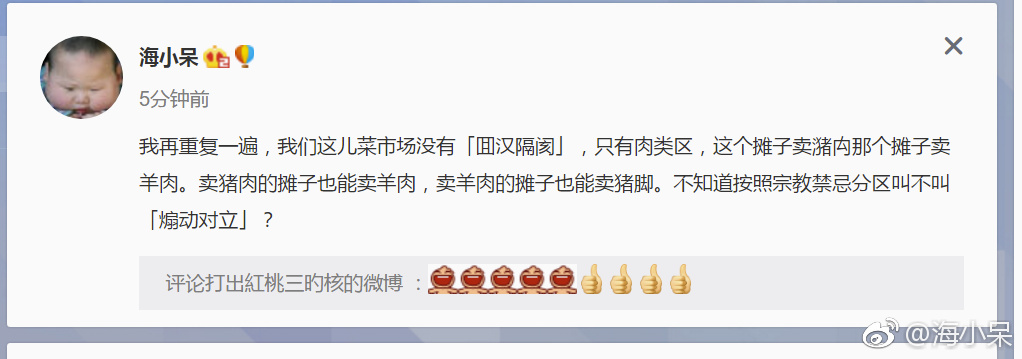 海小呆
5分钟前
我再重复一遍，我们这儿菜市场没有「囬汉隔阂」，只有肉类区，这个摊子卖猪肉那个摊子卖
羊肉。卖猪肉的摊子也能卖羊肉，卖羊肉的摊子也能卖猪脚。不知道按照宗教禁忌分区叫不叫
「煽动对立」？
评论打出紅桃三旳核的微博 ：
@海小呆